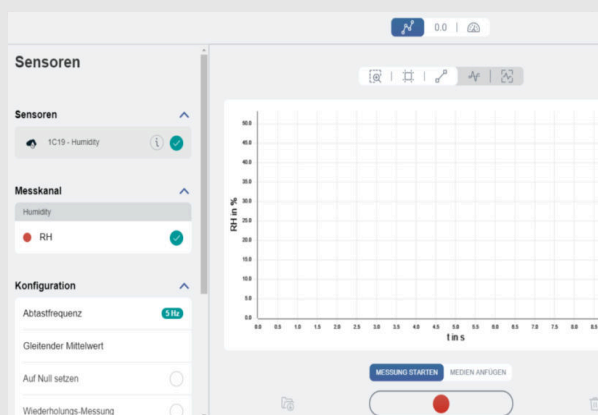 0.0
Sensoren
Sensoren
1C19 - Humidity
Messkanal
Humidity
RH
Konfiguration
Abtastfrequenz 5 Hz
Gleitender Mittelwert
Auf Null setzen
Wiederholungs-Messung
RH in %
50.0
45.0
40.0
35.0
30.0
25.0
20.0
15.0
10.0
5.0
0.0
0.0 0.5 1.0 1.5 2.0 2.5 3.0 3.5 4.0 4.5 5.0 5.5 6.0 6.5 7.0 7.5 8.0 8.5
t in s
MESSUNG STARTEN MEDIEN ANFÜGEN